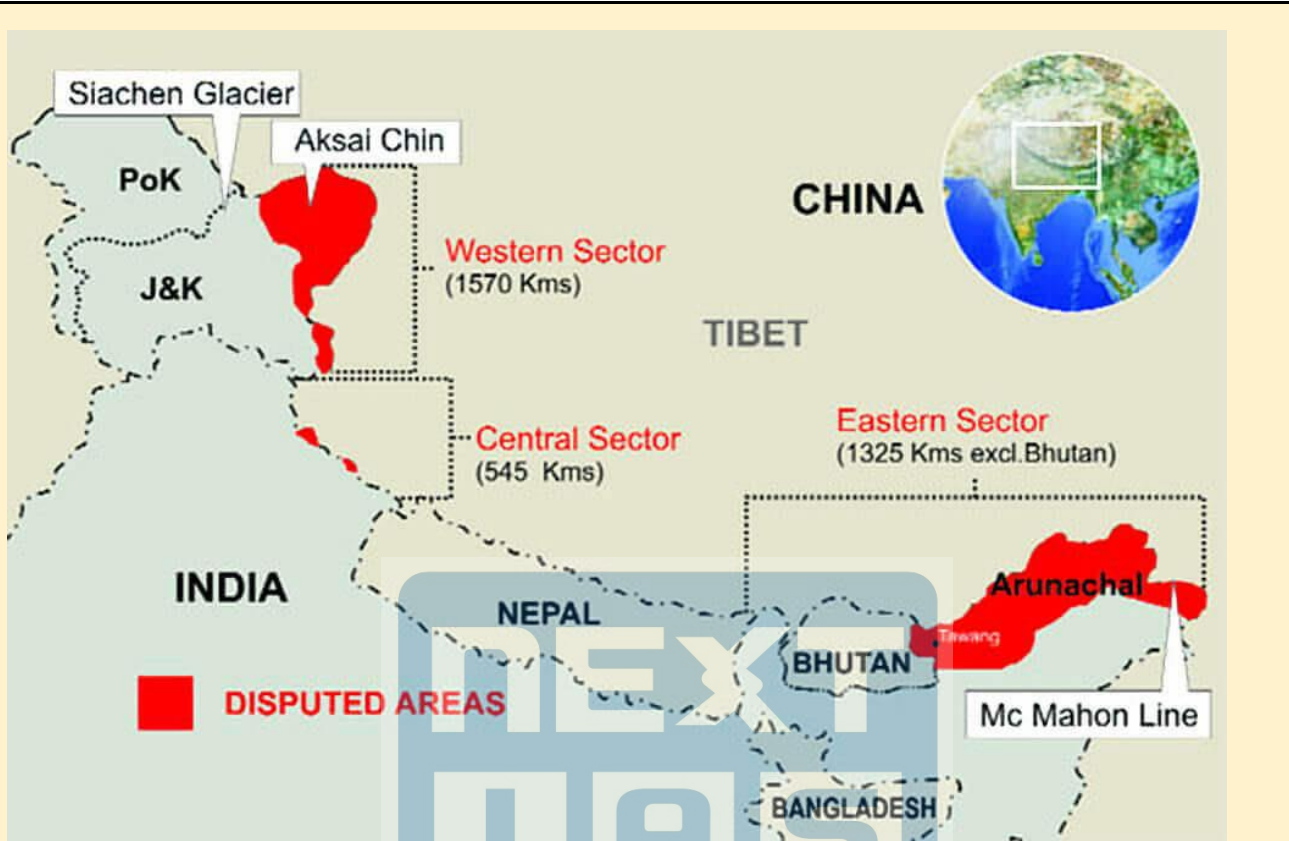 Siachen Glacier
Aksai Chin
PoK
CHINA
Western Sector
(1570 Kms)
J&K
TIBET
Central Sector
(545 Kms)
Eastern Sector
(1325 Kms excl.Bhutan)
INDIA
Arunachal
NEPAL
Tawang
BHUTAN
DISPUTED AREAS
Mc Mahon Line
BANGLADESH
NEXT
IAS